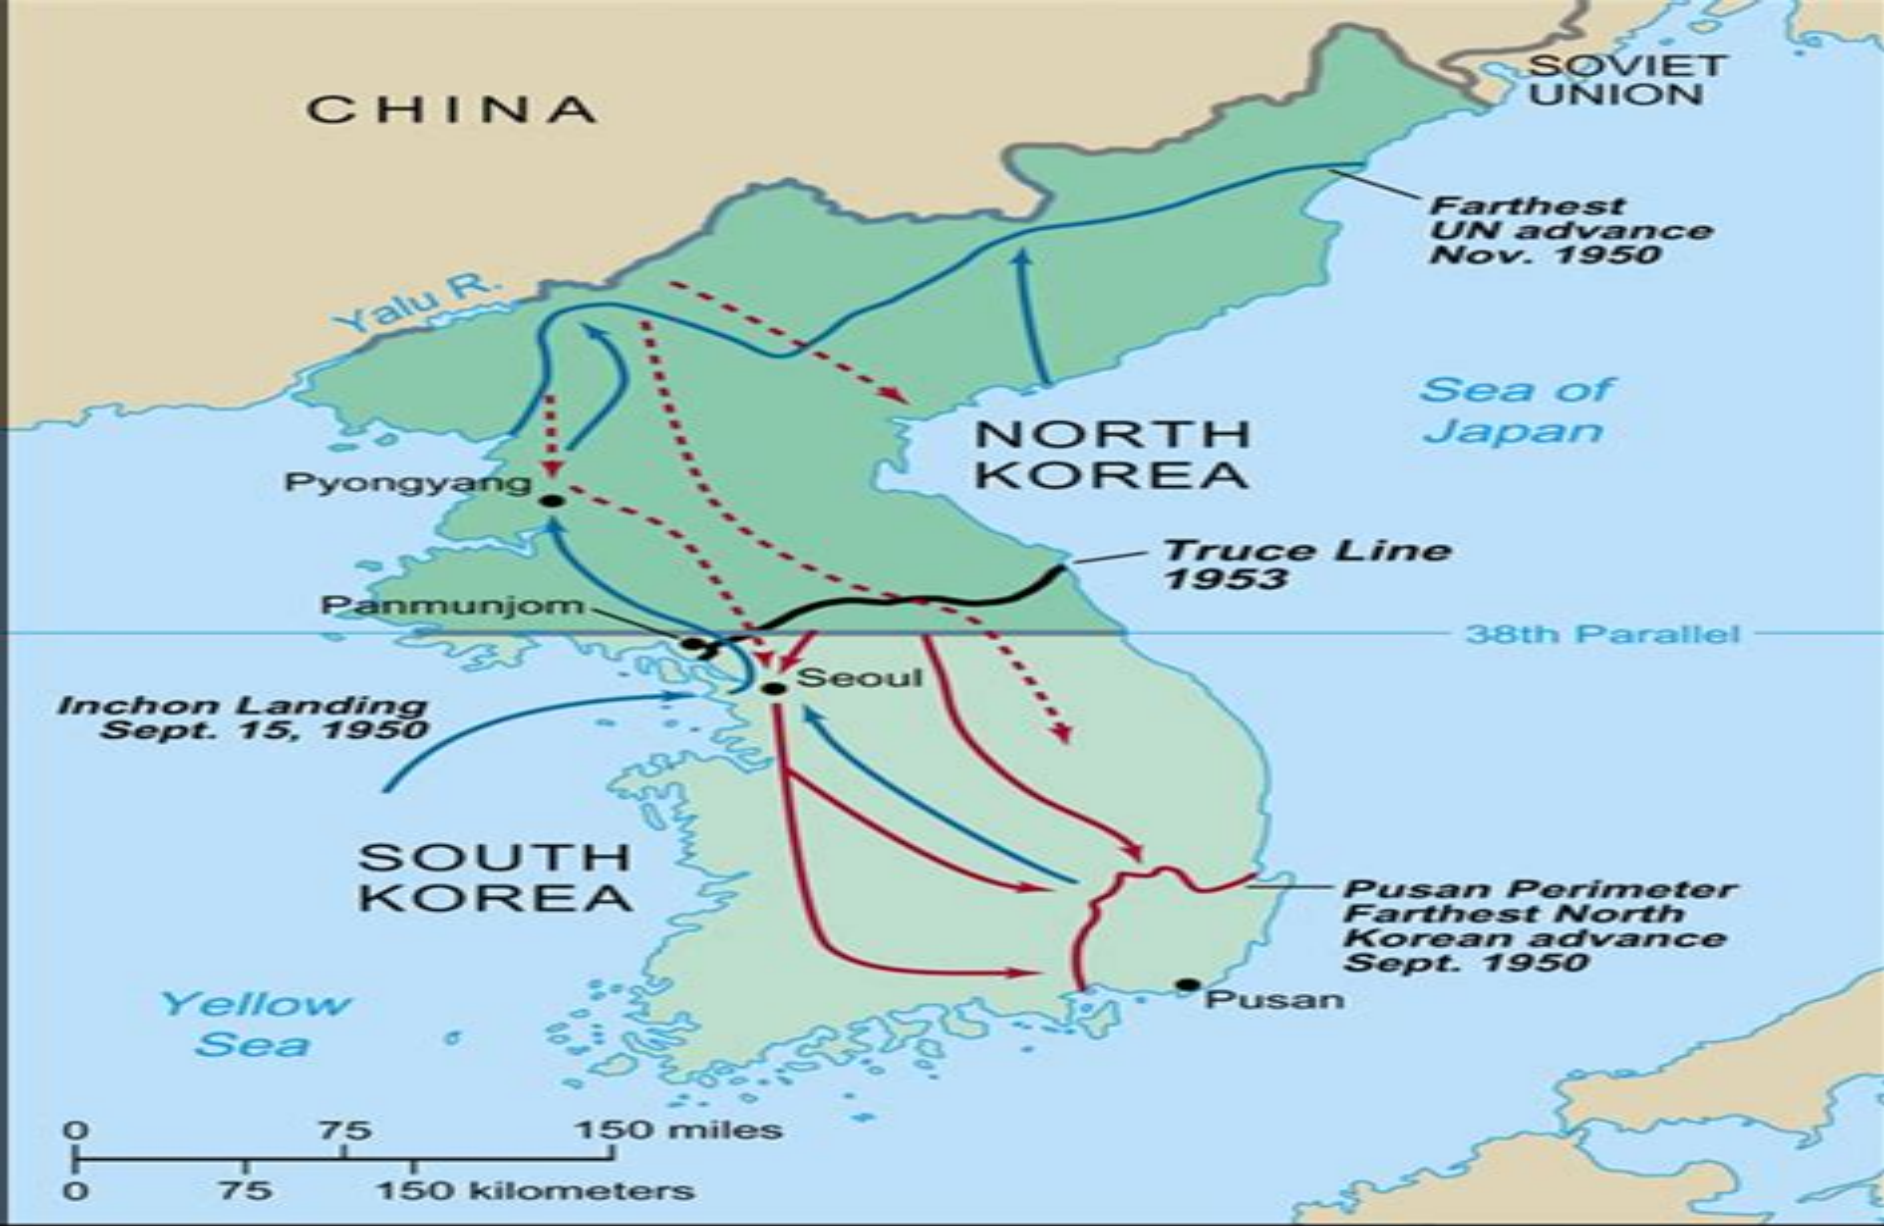 CHINA
SOVIET
UNION
Farthest
UN advance
Nov. 1950
Yalu R.
Sea of
Japan
NORTH
KOREA
Pyongyang
Truce Line
1953
Panmunjom
38th Parallel
Seoul
Inchon Landing
Sept. 15, 1950
SOUTH
KOREA
Pusan Perimeter
Farthest North
Korean advance
Sept. 1950
Yellow
Sea
Pusan
0 75 150 miles
0 75 150 kilometers